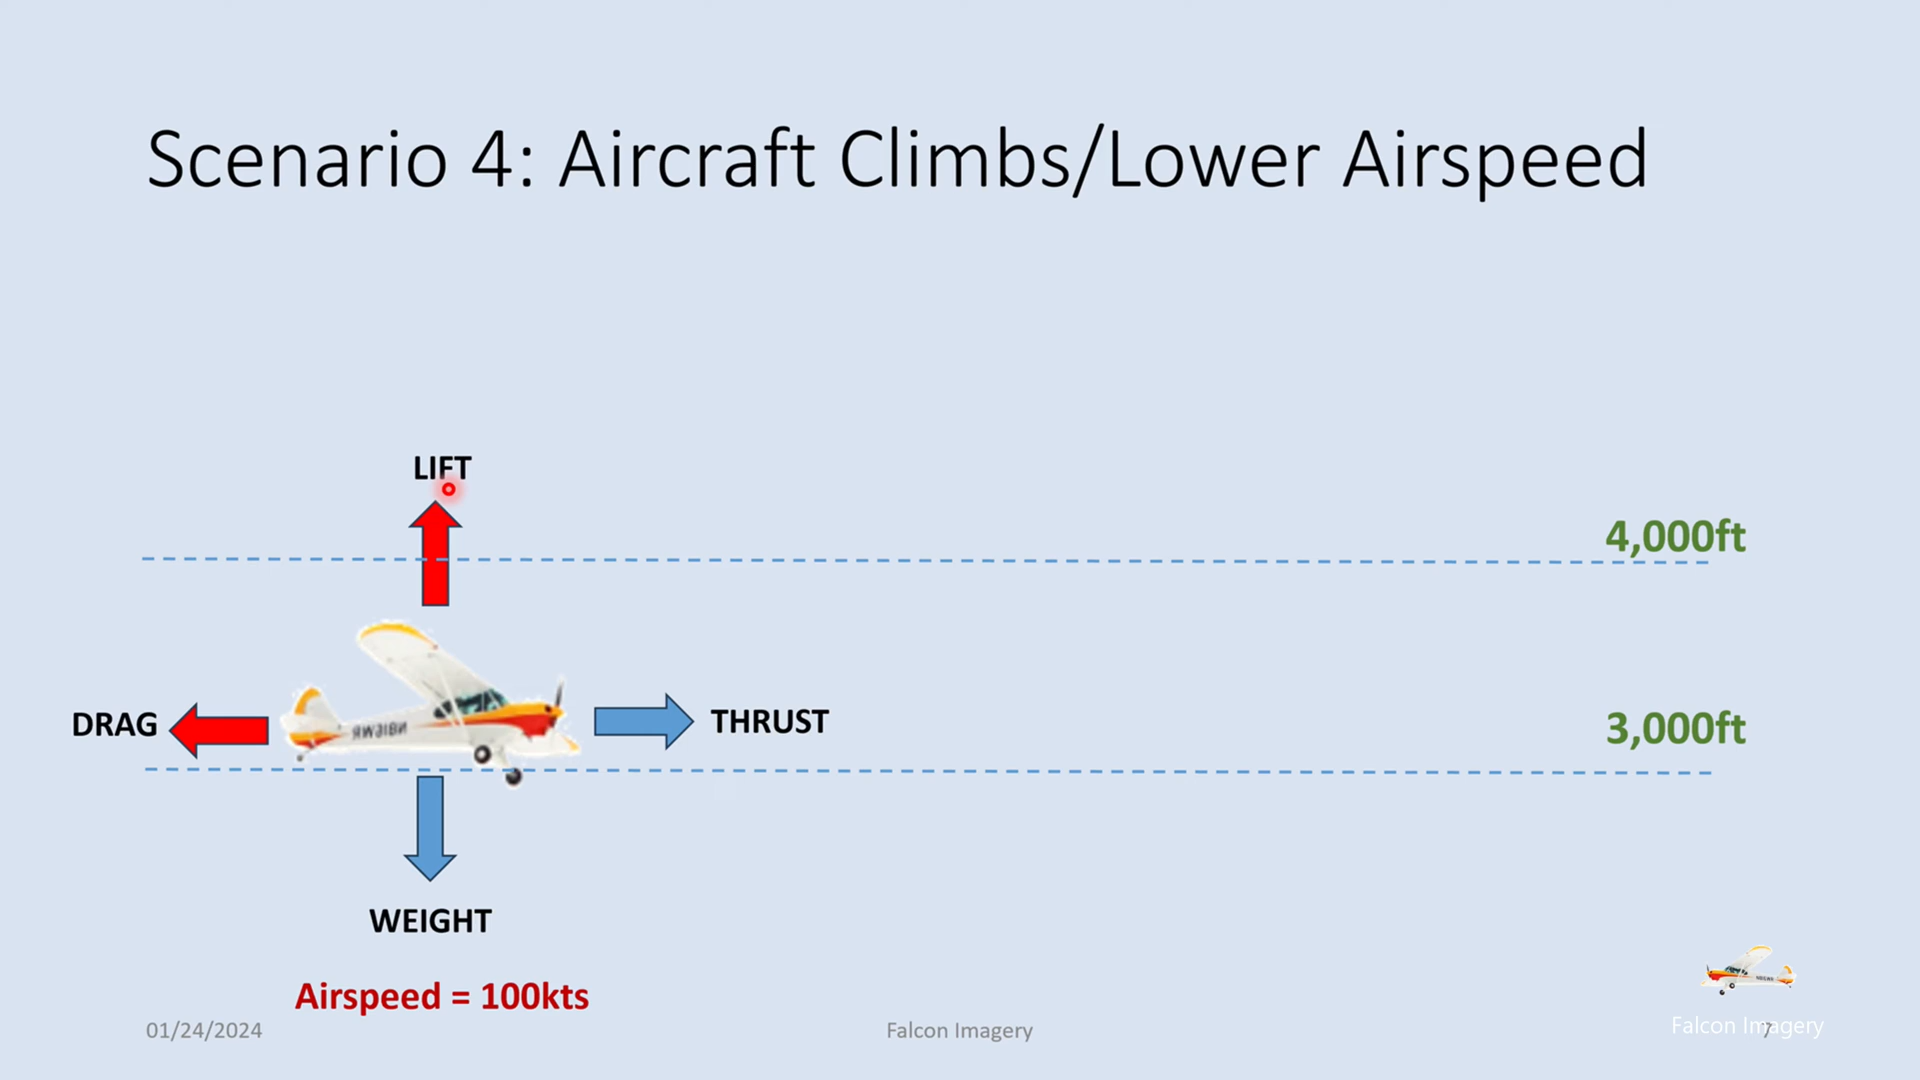 Scenario 4: Aircraft Climbs/Lower Airspeed
LIFT
4,000ft
DRAG
THRUST
3,000ft
WEIGHT
Airspeed = 100kts
01/24/2024
Falcon Imagery
Falcon Imagery
7